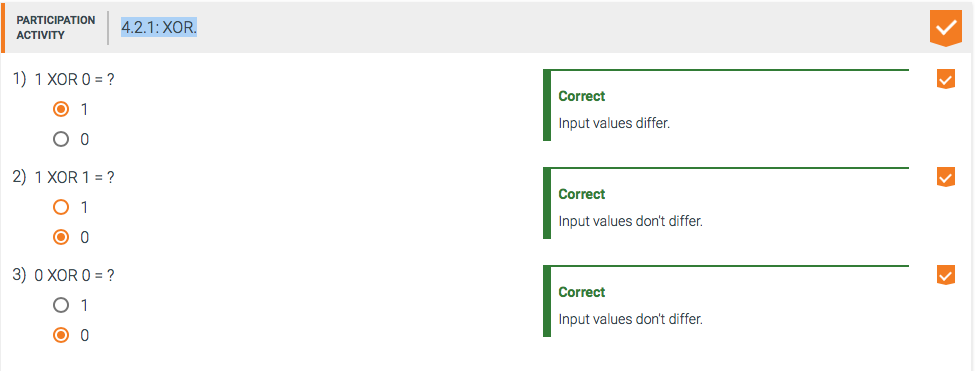 PARTICIPATION
ACTIVITY
4.2.1: XOR.
1) 1 XOR 0 = ?
1
0
Correct
Input values differ.
2) 1 XOR 1 = ?
1
0
Correct
Input values don't differ.
3) 0 XOR 0 = ?
1
0
Correct
Input values don't differ.